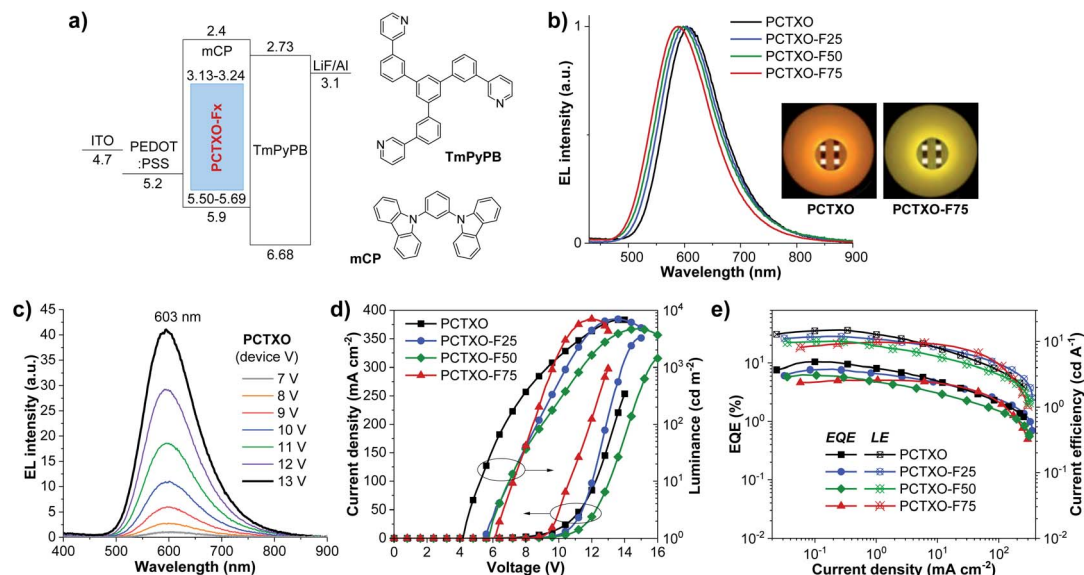 a)
2.4
mCP
2.73
LiF/Al
3.1
3.13-3.24
PCTXO-Fx
ITO
4.7
PEDOT
:PSS
5.2
TmPyPB
5.50-5.69
5.9
6.68
N
N
N
TmPyPB
N
N
mCP
b)
EL intensity (a.u.)
1
0
PCTXO
PCTXO-F25
PCTXO-F50
PCTXO-F75
PCTXO
PCTXO-F75
500
600
700
800
900
Wavelength (nm)
c)
EL intensity (a.u.)
45
40
35
30
25
20
15
10
5
0
603 nm
PCTXO
(device V)
7 V
8 V
9 V
10 V
11 V
12 V
13 V
400
500
600
700
800
900
Wavelength (nm)
d)
Current density (mA cm-2)
400
350
300
250
200
150
100
50
0
PCTXO
PCTXO-F25
PCTXO-F50
PCTXO-F75
10^4
10^3
10^2
10^1
10^0
Luminance (cd m-2)
0 2 4 6 8 10 12 14 16
Voltage (V)
e)
EQE (%)
10^1
10^0
10^-1
10^-2
EQE LE
PCTXO
PCTXO-F25
PCTXO-F50
PCTXO-F75
10^1
10^0
10^-1
10^-2
Current efficiency (cd A-1)
10^-1
10^0
10^1
10^2
Current density (mA cm-2)